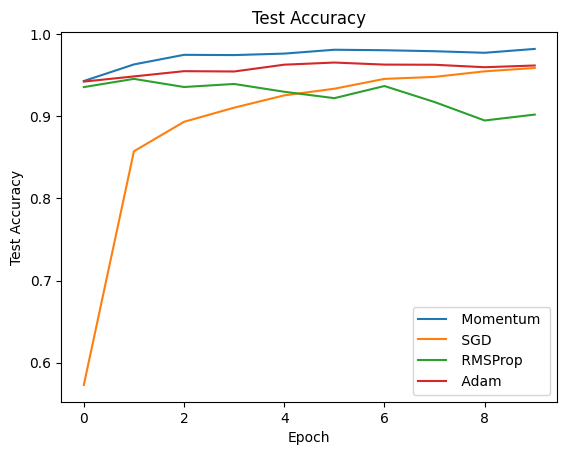 Test Accuracy
1.0
0.9
0.8
0.7
0.6
Test Accuracy
Momentum
SGD
RMSProp
Adam
0 2 4 6 8
Epoch